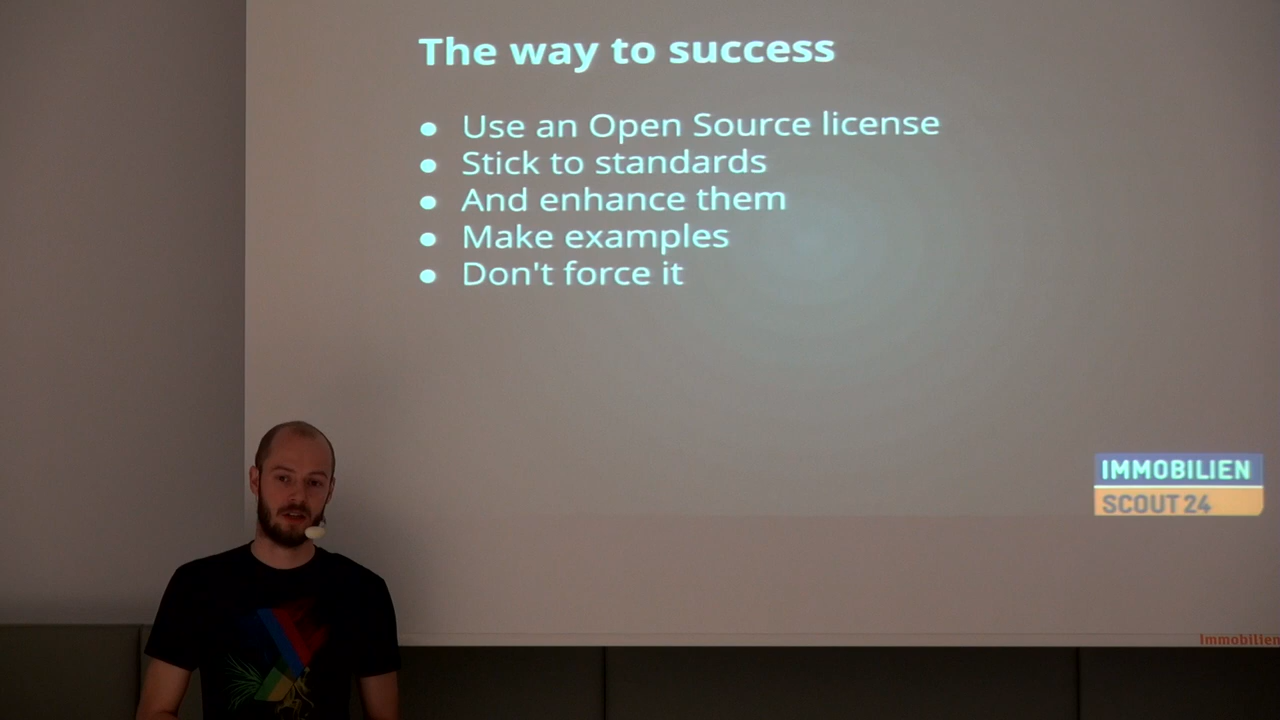 The way to success
● Use an Open Source license
● Stick to standards
● And enhance them
● Make examples
● Don't force it
IMMOBILIEN
SCOUT 24
Immobilien